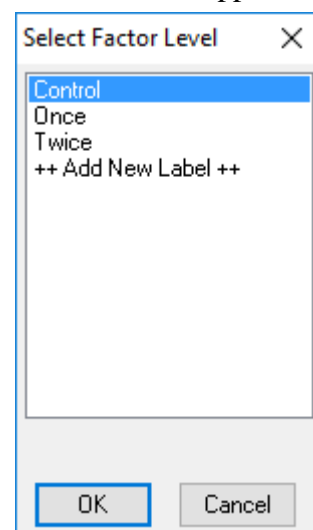 Select Factor Level
Control
Once
Twice
++ Add New Label ++
OK Cancel